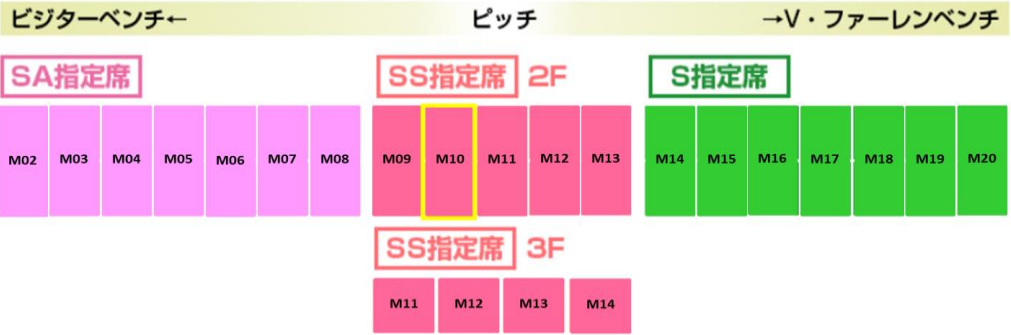 ビジターベンチ← ピッチ →V・ファーレンベンチ
SA指定席 SS指定席 2F S指定席
M02 M03 M04 M05 M06 M07 M08 M09 M10 M11 M12 M13 M14 M15 M16 M17 M18 M19 M20
SS指定席 3F
M11 M12 M13 M14